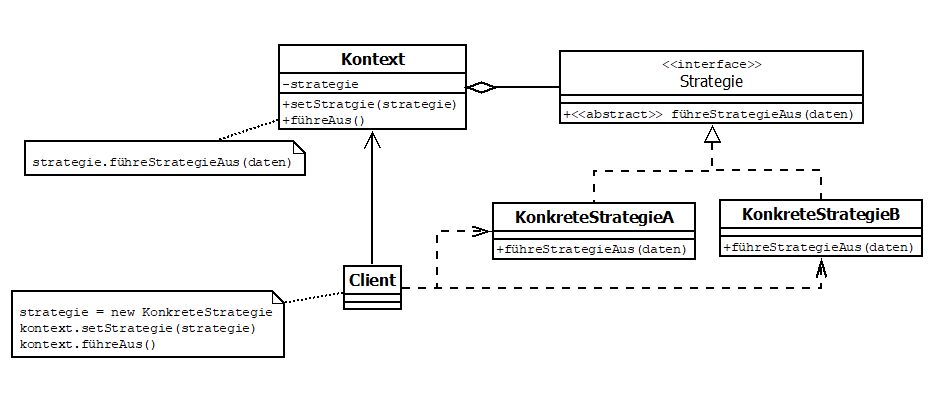 Kontext
-strategie
+setStratgie(strategie)
+führeAus()
<<interface>>
Strategie
+<<abstract>> führeStrategieAus(daten)
strategie.führeStrategieAus(daten)
KonkreteStrategieA
+führeStrategieAus(daten)
KonkreteStrategieB
+führeStrategieAus(daten)
Client
strategie = new KonkreteStrategie
kontext.setStrategie(strategie)
kontext.führeAus()